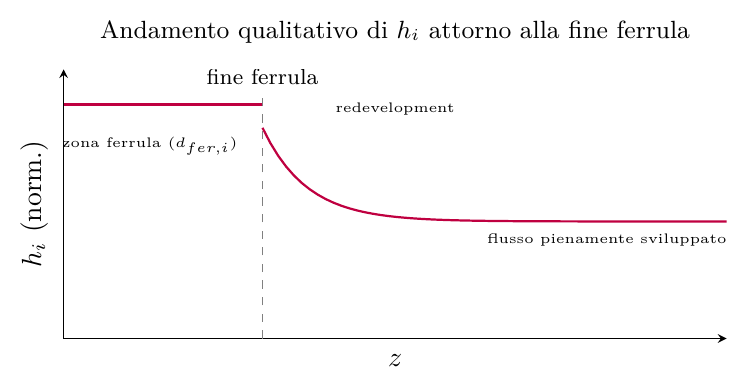 Andamento qualitativo di h_i attorno alla fine ferrula
fine ferrula
redevelopment
zona ferrula (d_{fer,i})
h_i (norm.)
flusso pienamente sviluppato
z